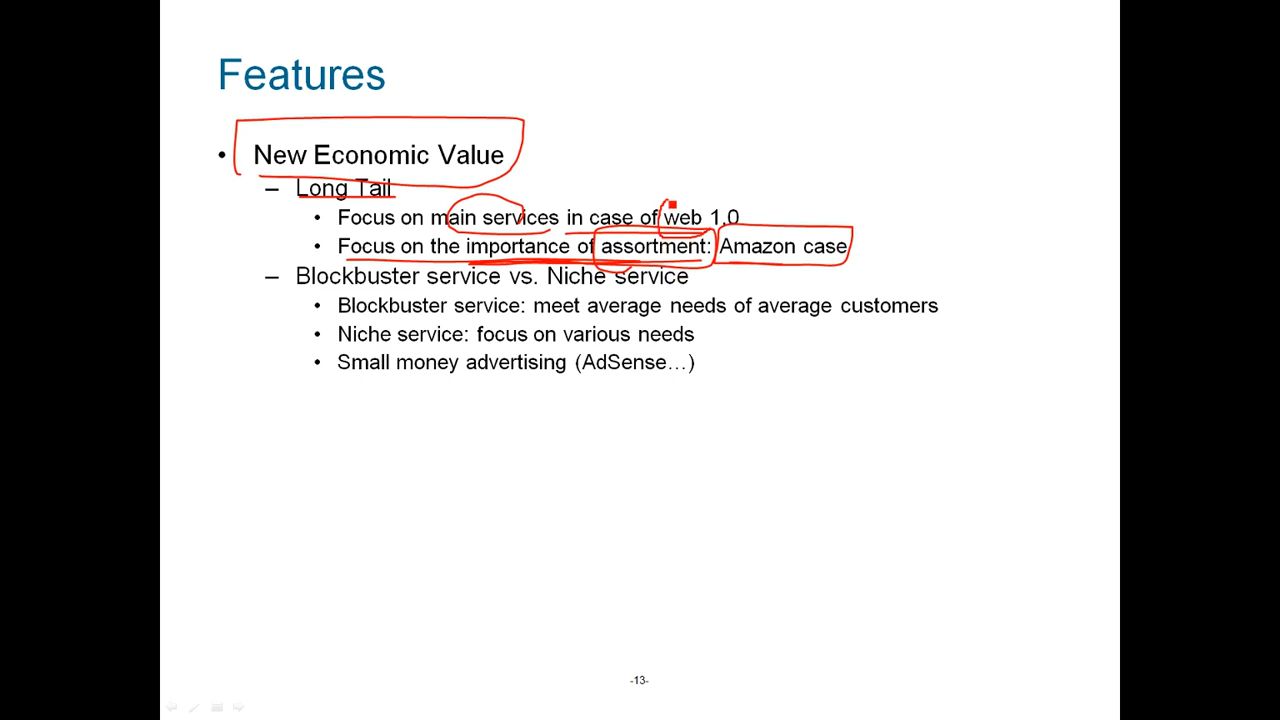 Features
• New Economic Value
– Long Tail
• Focus on main services in case of web 1.0
• Focus on the importance of assortment: Amazon case
– Blockbuster service vs. Niche service
• Blockbuster service: meet average needs of average customers
• Niche service: focus on various needs
• Small money advertising (AdSense…)
-13-